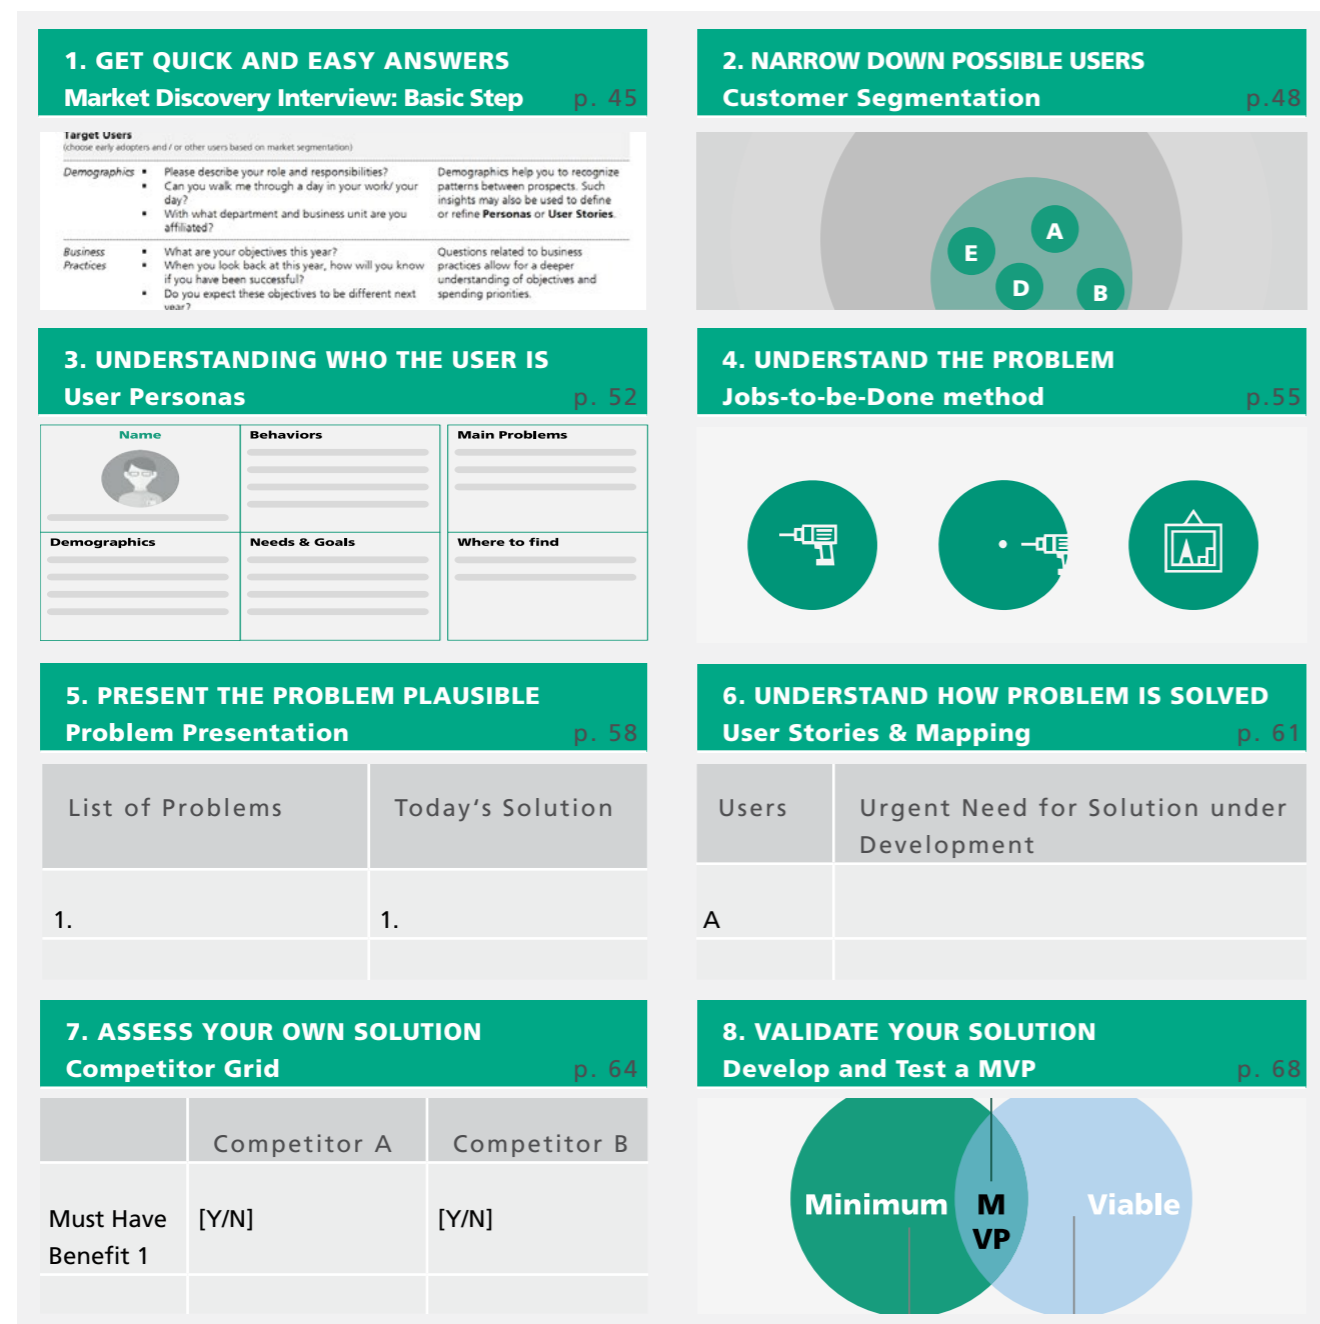 1. GET QUICK AND EASY ANSWERS
Market Discovery Interview: Basic Step p. 45
Target Users
(choose early adopters and / or other users based on market segmentation)
Demographics ▪ Please describe your role and responsibilities?
▪ Can you walk me through a day in your work/ your
day?
▪ With what department and business unit are you
affiliated?
Demographics help you to recognize
patterns between prospects. Such
insights may also be used to define
or refine Personas or User Stories.
Business
Practices
▪ What are your objectives this year?
▪ When you look back at this year, how will you know
if you have been successful?
▪ Do you expect these objectives to be different next
year?
Questions related to business
practices allow for a deeper
understanding of objectives and
spending priorities.
2. NARROW DOWN POSSIBLE USERS
Customer Segmentation p.48
A
E
D
B
3. UNDERSTANDING WHO THE USER IS
User Personas p. 52
Name
Behaviors
Main Problems
Demographics
Needs & Goals
Where to find
4. UNDERSTAND THE PROBLEM
Jobs-to-be-Done method p.55
5. PRESENT THE PROBLEM PLAUSIBLE
Problem Presentation p. 58
List of Problems Today‘s Solution
1. 1.
6. UNDERSTAND HOW PROBLEM IS SOLVED
User Stories & Mapping p. 61
Users Urgent Need for Solution under
Development
A
7. ASSESS YOUR OWN SOLUTION
Competitor Grid p. 64
Competitor A Competitor B
Must Have [Y/N] [Y/N]
Benefit 1
8. VALIDATE YOUR SOLUTION
Develop and Test a MVP p. 68
Minimum M Viable
VP